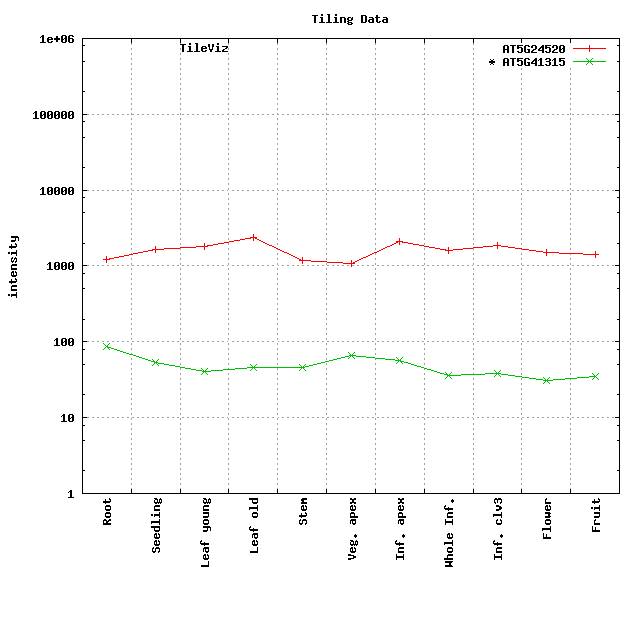 Tiling Data
TileViz
AT5G24520
* AT5G41315
1e+06
100000
10000
1000
100
10
1
intensity
Root
Seedling
Leaf young
Leaf old
Stem
Veg. apex
Inf. apex
Whole Inf.
Inf. clv3
Flower
Fruit